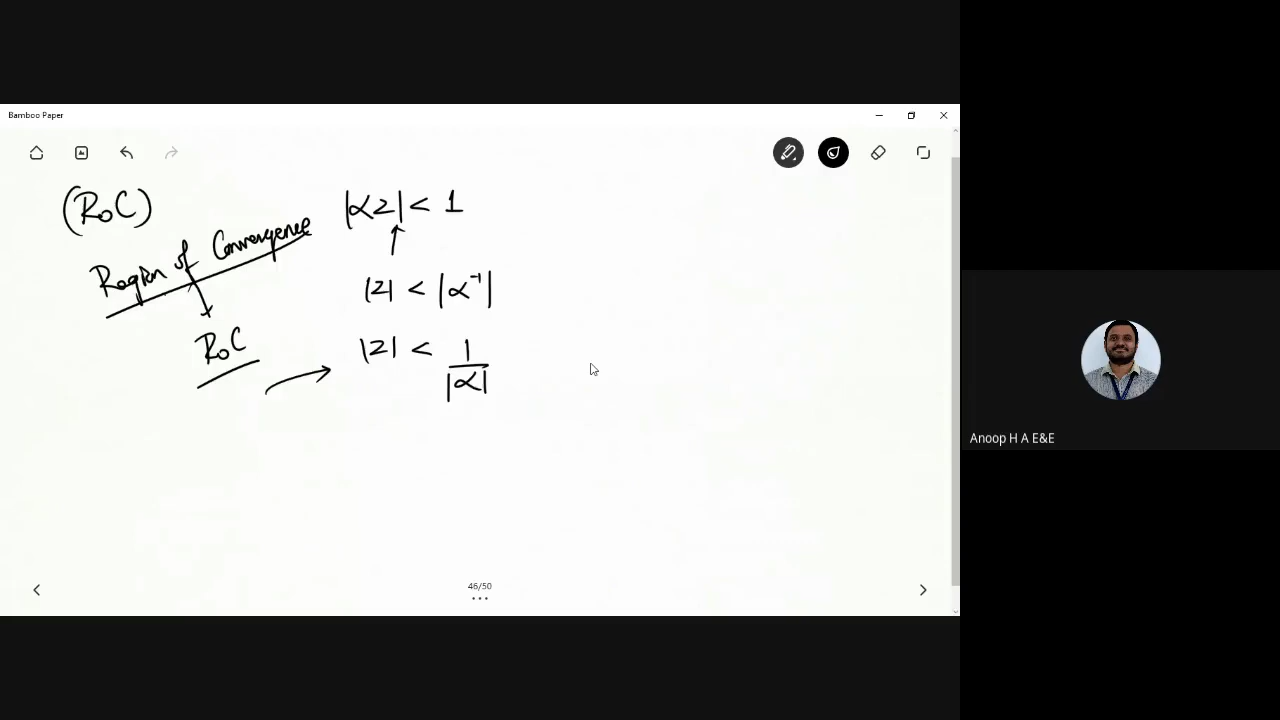 Bamboo Paper
(RoC)
|αz| < 1
Region of Convergence
↑
|z| < |α⁻¹|
RoC
|z| < 1/|α|
Anoop H A E&E
46/50